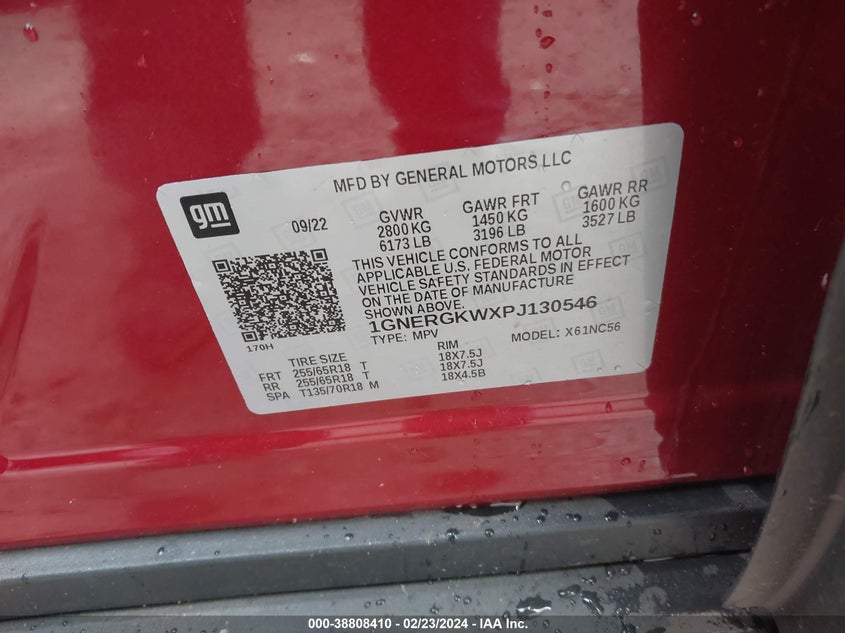 MFD BY GENERAL MOTORS LLC
gm
09/22
GVWR
2800 KG
6173 LB
GAWR FRT
1450 KG
3196 LB
GAWR RR
1600 KG
3527 LB
THIS VEHICLE CONFORMS TO ALL
APPLICABLE U.S. FEDERAL MOTOR
VEHICLE SAFETY STANDARDS IN EFFECT
ON THE DATE OF MANUFACTURE
SHOWN ABOVE.
1GNERGKWXPJ130546
TYPE: MPV
MODEL: X61NC56
170H
TIRE SIZE
RIM
FRT 255/65R18 T 18X7.5J
RR 255/65R18 T 18X7.5J
SPA T135/70R18 M 18X4.5B
000-38808410 - 02/23/2024 - IAA Inc.